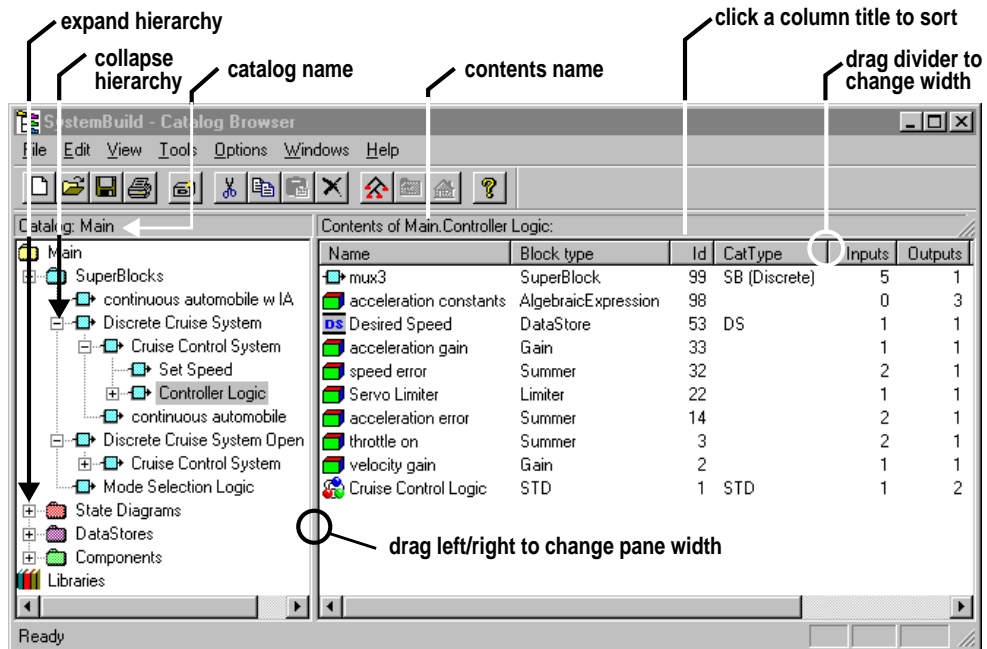 expand hierarchy
click a column title to sort
collapse
hierarchy
catalog name
contents name
drag divider to
change width
SystemBuild - Catalog Browser
File Edit View Tools Options Windows Help
Catalog: Main
Contents of Main.Controller Logic:
Main
SuperBlocks
continuous automobile w IA
Discrete Cruise System
Cruise Control System
Set Speed
Controller Logic
continuous automobile
Discrete Cruise System Open
Cruise Control System
Mode Selection Logic
State Diagrams
DataStores
Components
Libraries
Name Block type Id CatType Inputs Outputs
mux3 SuperBlock 99 SB (Discrete) 5 1
acceleration constants AlgebraicExpression 98 0 3
DS Desired Speed DataStore 53 DS 1 1
acceleration gain Gain 33 1 1
speed error Summer 32 2 1
Servo Limiter Limiter 22 1 1
acceleration error Summer 14 2 1
throttle on Summer 3 2 1
velocity gain Gain 2 1 1
Cruise Control Logic STD 1 STD 1 2
drag left/right to change pane width
Ready